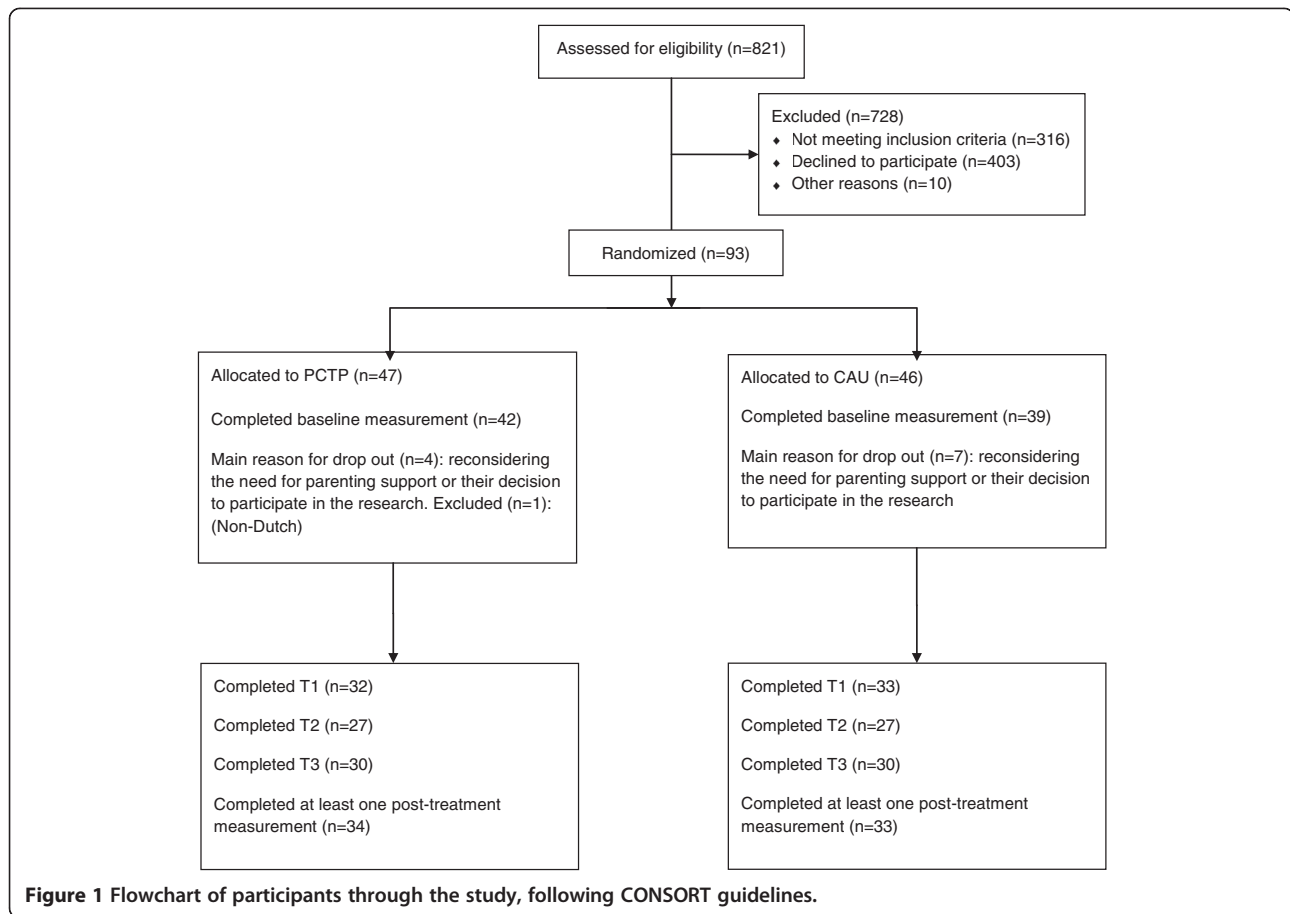 Assessed for eligibility (n=821)
Excluded (n=728)
♦ Not meeting inclusion criteria (n=316)
♦ Declined to participate (n=403)
♦ Other reasons (n=10)
Randomized (n=93)
Allocated to PCTP (n=47)
Completed baseline measurement (n=42)
Main reason for drop out (n=4): reconsidering
the need for parenting support or their decision
to participate in the research. Excluded (n=1):
(Non-Dutch)
Allocated to CAU (n=46)
Completed baseline measurement (n=39)
Main reason for drop out (n=7): reconsidering
the need for parenting support or their decision
to participate in the research
Completed T1 (n=32)
Completed T2 (n=27)
Completed T3 (n=30)
Completed at least one post-treatment
measurement (n=34)
Completed T1 (n=33)
Completed T2 (n=27)
Completed T3 (n=30)
Completed at least one post-treatment
measurement (n=33)
Figure 1 Flowchart of participants through the study, following CONSORT guidelines.